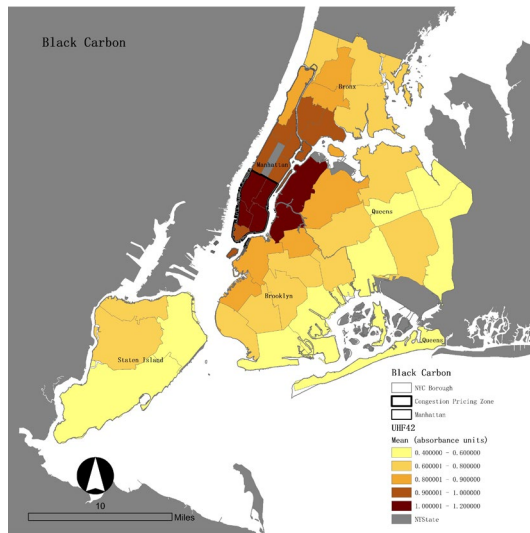 Black Carbon
Bronx
Manhattan
Queens
Brooklyn
Queens
Staten Island
Black Carbon
NYC Borough
Congestion Pricing Zone
Manhattan
UHF42
Mean (absorbance units)
0.400000 - 0.600000
0.600001 - 0.800000
0.800001 - 0.900000
0.900001 - 1.000000
1.000001 - 1.200000
NYState
10
Miles